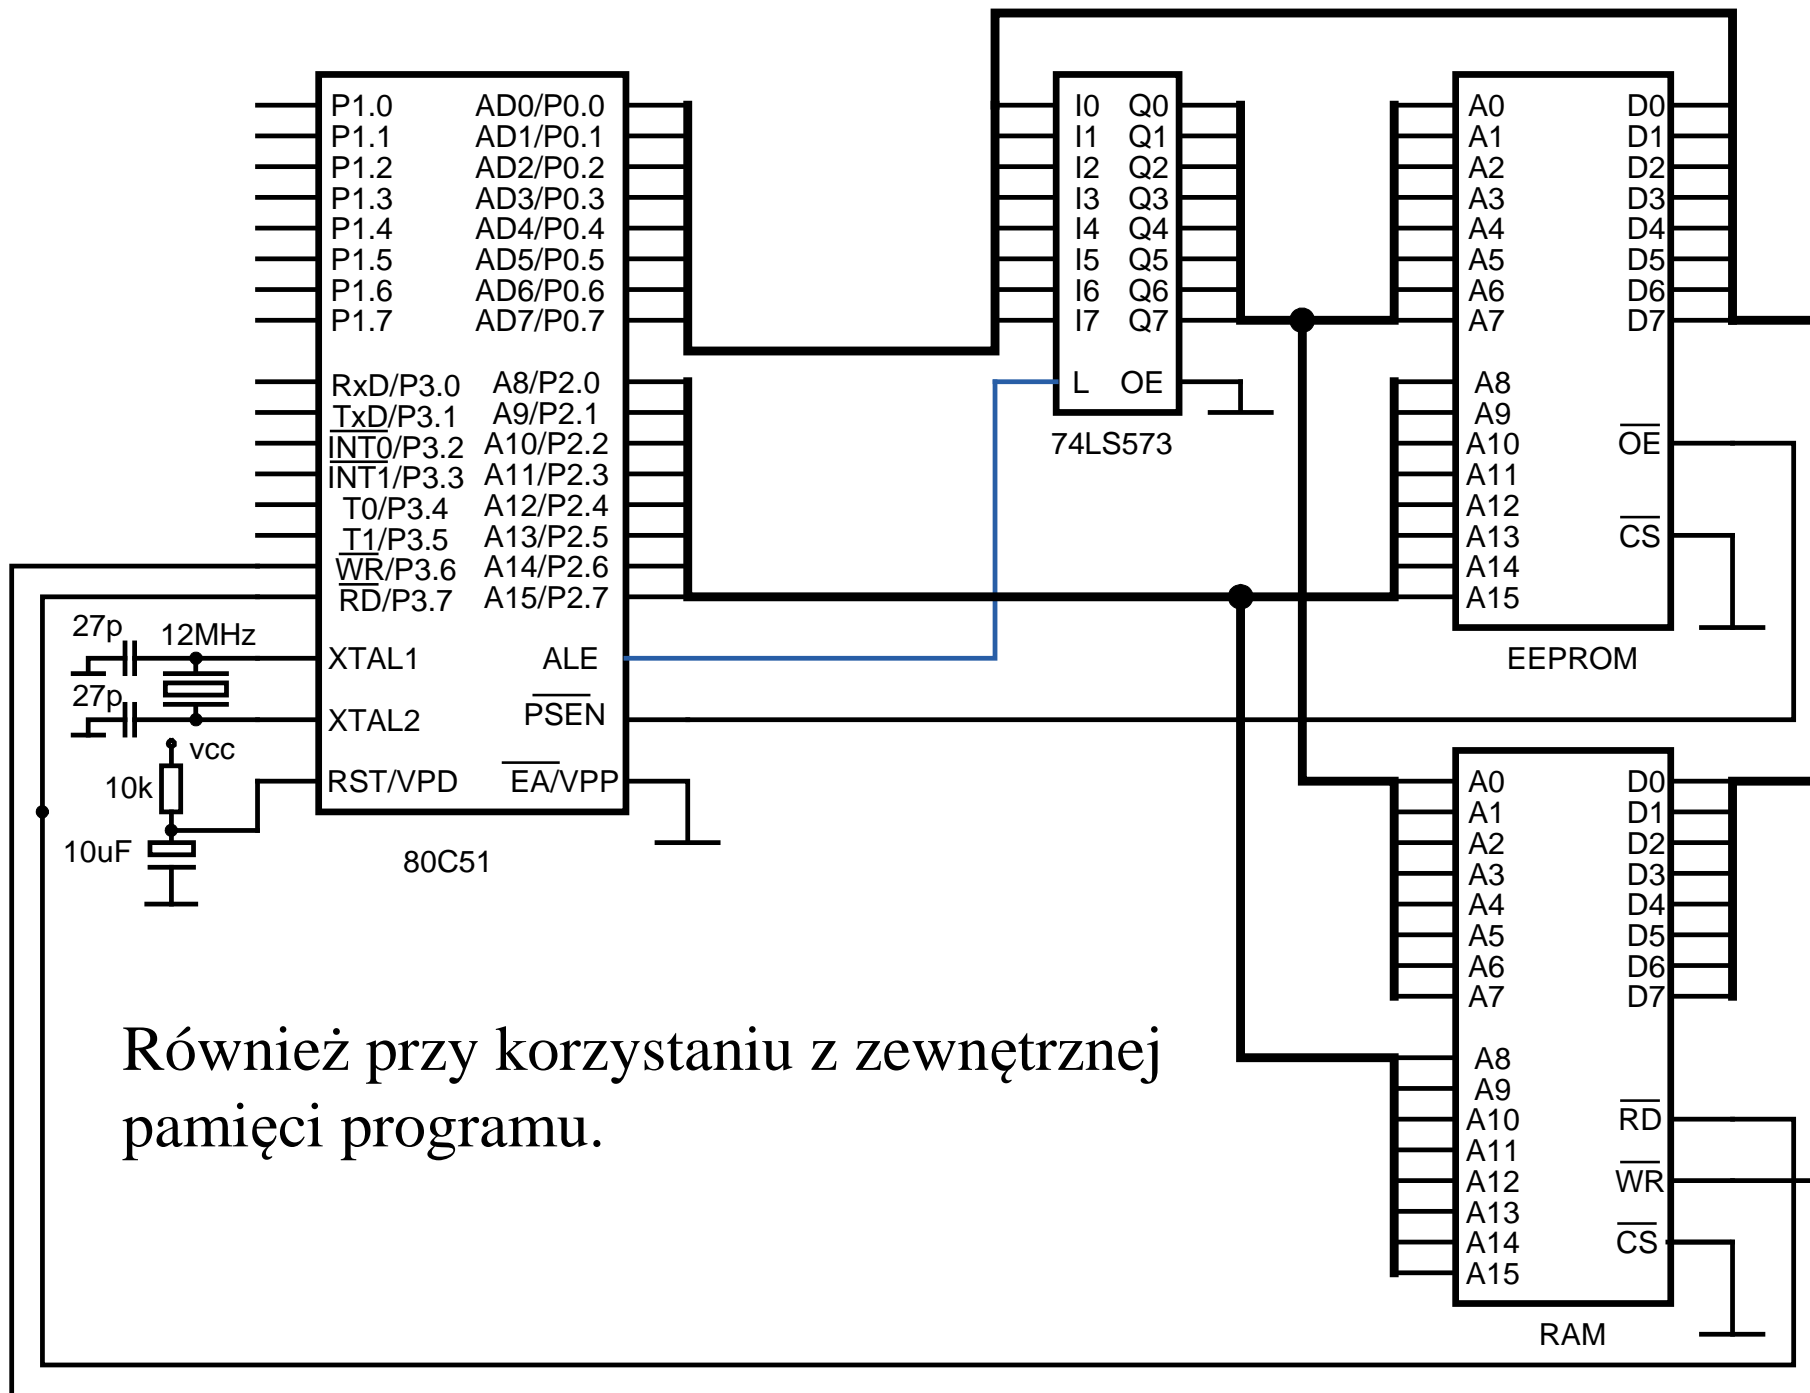 P1.0 AD0/P0.0
P1.1 AD1/P0.1
P1.2 AD2/P0.2
P1.3 AD3/P0.3
P1.4 AD4/P0.4
P1.5 AD5/P0.5
P1.6 AD6/P0.6
P1.7 AD7/P0.7
RxD/P3.0 A8/P2.0
TxD/P3.1 A9/P2.1
INT0/P3.2 A10/P2.2
INT1/P3.3 A11/P2.3
T0/P3.4 A12/P2.4
T1/P3.5 A13/P2.5
WR/P3.6 A14/P2.6
RD/P3.7 A15/P2.7
XTAL1 ALE
XTAL2 PSEN
RST/VPD EA/VPP
80C51
27p
12MHz
27p
vcc
10k
10uF
I0 Q0
I1 Q1
I2 Q2
I3 Q3
I4 Q4
I5 Q5
I6 Q6
I7 Q7
L OE
74LS573
A0 D0
A1 D1
A2 D2
A3 D3
A4 D4
A5 D5
A6 D6
A7 D7
A8
A9
A10 OE
A11
A12
A13 CS
A14
A15
EEPROM
A0 D0
A1 D1
A2 D2
A3 D3
A4 D4
A5 D5
A6 D6
A7 D7
A8
A9
A10 RD
A11
A12 WR
A13
A14 CS
A15
RAM
Również przy korzystaniu z zewnętrznej
pamięci programu.